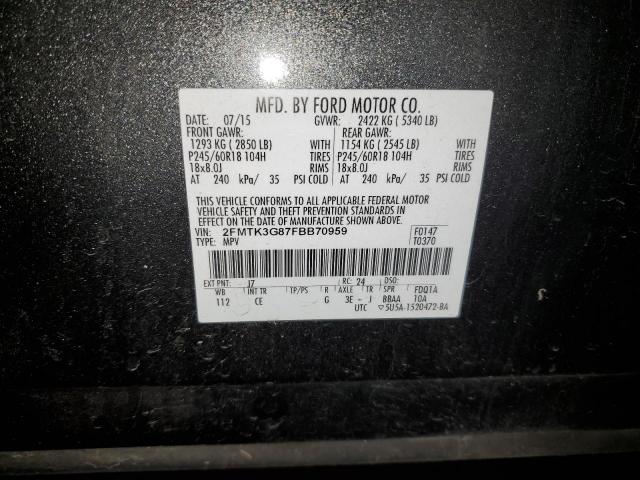 MFD. BY FORD MOTOR CO.
DATE: 07/15 GVWR: 2422 KG ( 5340 LB)
FRONT GAWR: REAR GAWR:
1293 KG ( 2850 LB) WITH 1154 KG ( 2545 LB) WITH
P245/60R18 104H TIRES P245/60R18 104H TIRES
18x8.0J RIMS 18x8.0J RIMS
AT 240 kPa/ 35 PSI COLD AT 240 kPa/ 35 PSI COLD
THIS VEHICLE CONFORMS TO ALL APPLICABLE FEDERAL MOTOR
VEHICLE SAFETY AND THEFT PREVENTION STANDARDS IN
EFFECT ON THE DATE OF MANUFACTURE SHOWN ABOVE.
VIN: 2FMTK3G87FBB70959 F0147
TYPE: MPV T0370
EXT PNT: J7 RC: 24 DSO:
WB INT TR TP/PS R AXLE TR SPR FDQ1A
112 CE G 3E - J BBAA 10A
UTC ▽5U5A-1520472-BA